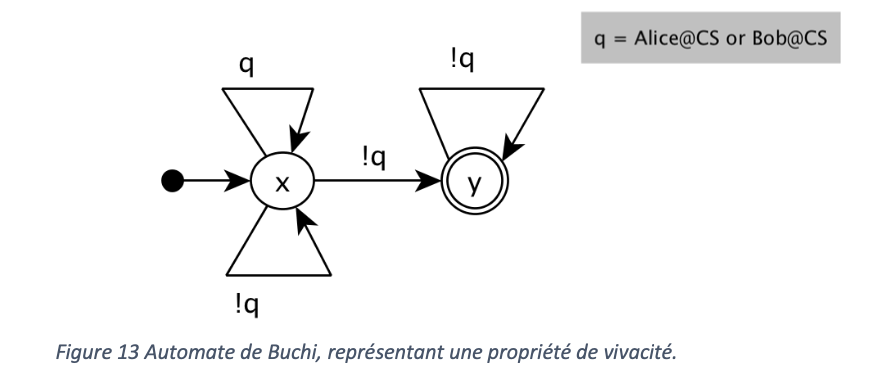 q = Alice@CS or Bob@CS
q
!q
!q
x
y
!q
Figure 13 Automate de Buchi, représentant une propriété de vivacité.